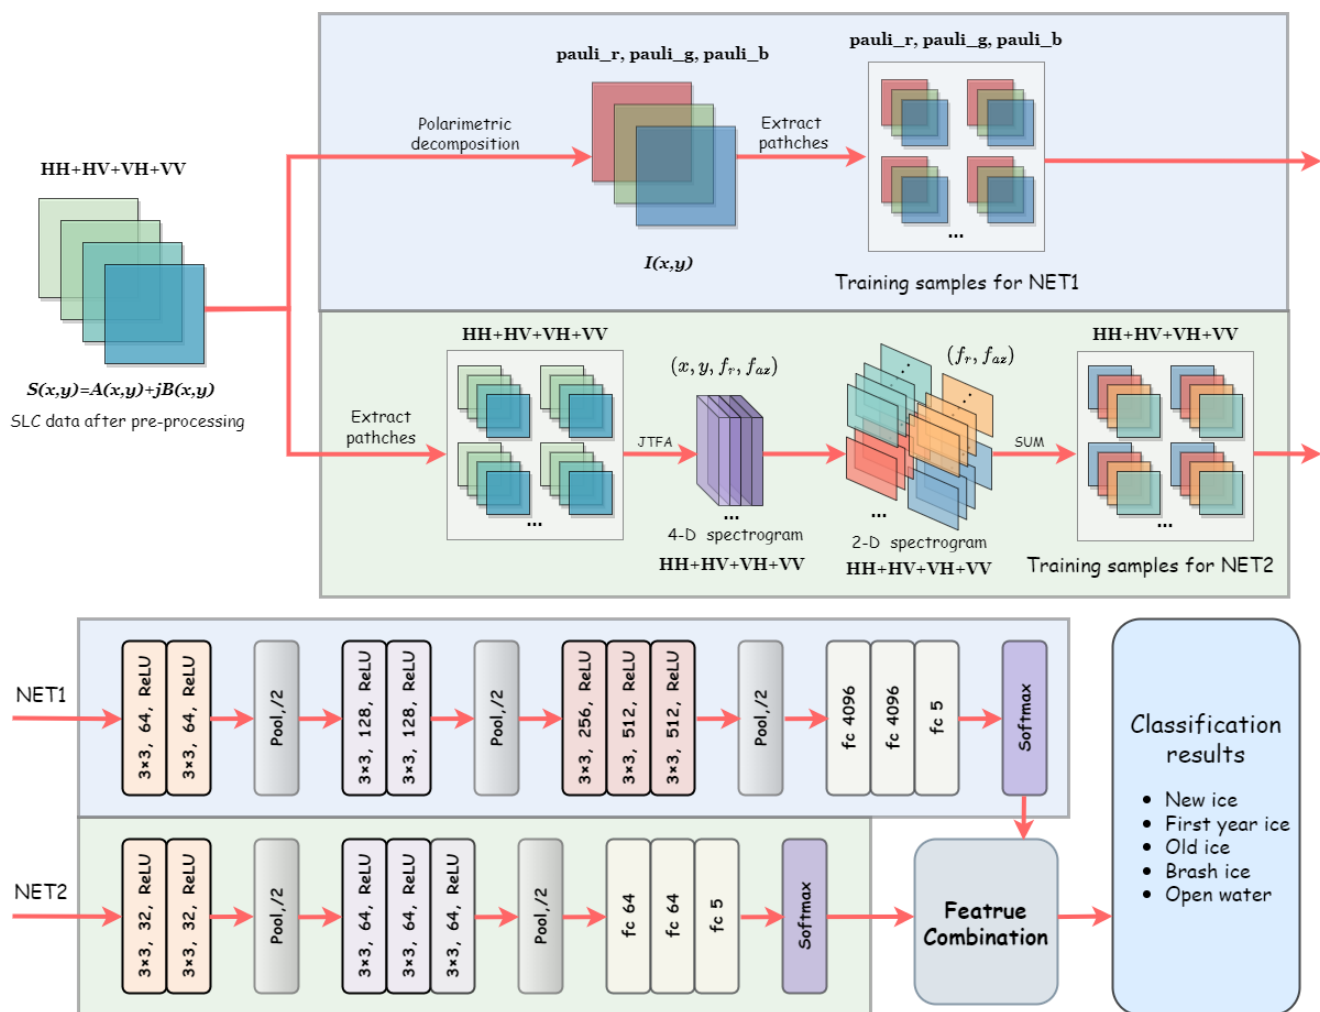 HH+HV+VH+VV
S(x,y)=A(x,y)+jB(x,y)
SLC data after pre-processing
Polarimetric
decomposition
pauli_r, pauli_g, pauli_b
I(x,y)
Extract
pathches
pauli_r, pauli_g, pauli_b
...
Training samples for NET1
Extract
pathches
HH+HV+VH+VV
...
JTFA
(x, y, f_r, f_az)
...
4-D spectrogram
HH+HV+VH+VV
(f_r, f_az)
...
2-D spectrogram
HH+HV+VH+VV
SUM
HH+HV+VH+VV
...
Training samples for NET2
NET1
3×3, 64, ReLU
3×3, 64, ReLU
Pool,/2
3×3, 128, ReLU
3×3, 128, ReLU
Pool,/2
3×3, 256, ReLU
3×3, 512, ReLU
3×3, 512, ReLU
Pool,/2
fc 4096
fc 4096
fc 5
Softmax
NET2
3×3, 32, ReLU
3×3, 32, ReLU
Pool,/2
3×3, 64, ReLU
3×3, 64, ReLU
3×3, 64, ReLU
Pool,/2
fc 64
fc 64
fc 5
Softmax
Featrue
Combination
Classification
results
• New ice
• First year ice
• Old ice
• Brash ice
• Open water